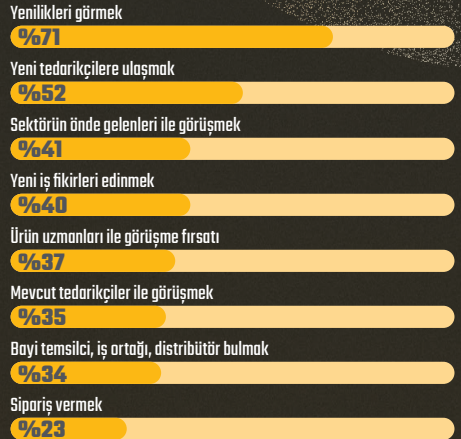 Yenilikleri görmek
%71
Yeni tedarikçilere ulaşmak
%52
Sektörün önde gelenleri ile görüşmek
%41
Yeni iş fikirleri edinmek
%40
Ürün uzmanları ile görüşme fırsatı
%37
Mevcut tedarikçiler ile görüşmek
%35
Bayi temsilci, iş ortağı, distribütör bulmak
%34
Sipariş vermek
%23